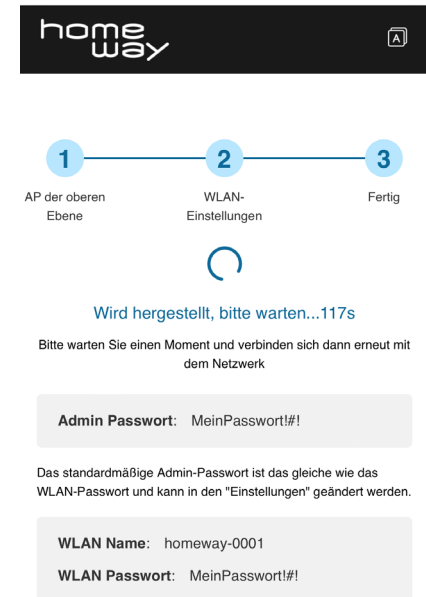 home
way
A
1
2
3
AP der oberen
Ebene
WLAN-
Einstellungen
Fertig
Wird hergestellt, bitte warten...117s
Bitte warten Sie einen Moment und verbinden sich dann erneut mit
dem Netzwerk
Admin Passwort: MeinPasswort!#!
Das standardmäßige Admin-Passwort ist das gleiche wie das
WLAN-Passwort und kann in den "Einstellungen" geändert werden.
WLAN Name: homeway-0001
WLAN Passwort: MeinPasswort!#!